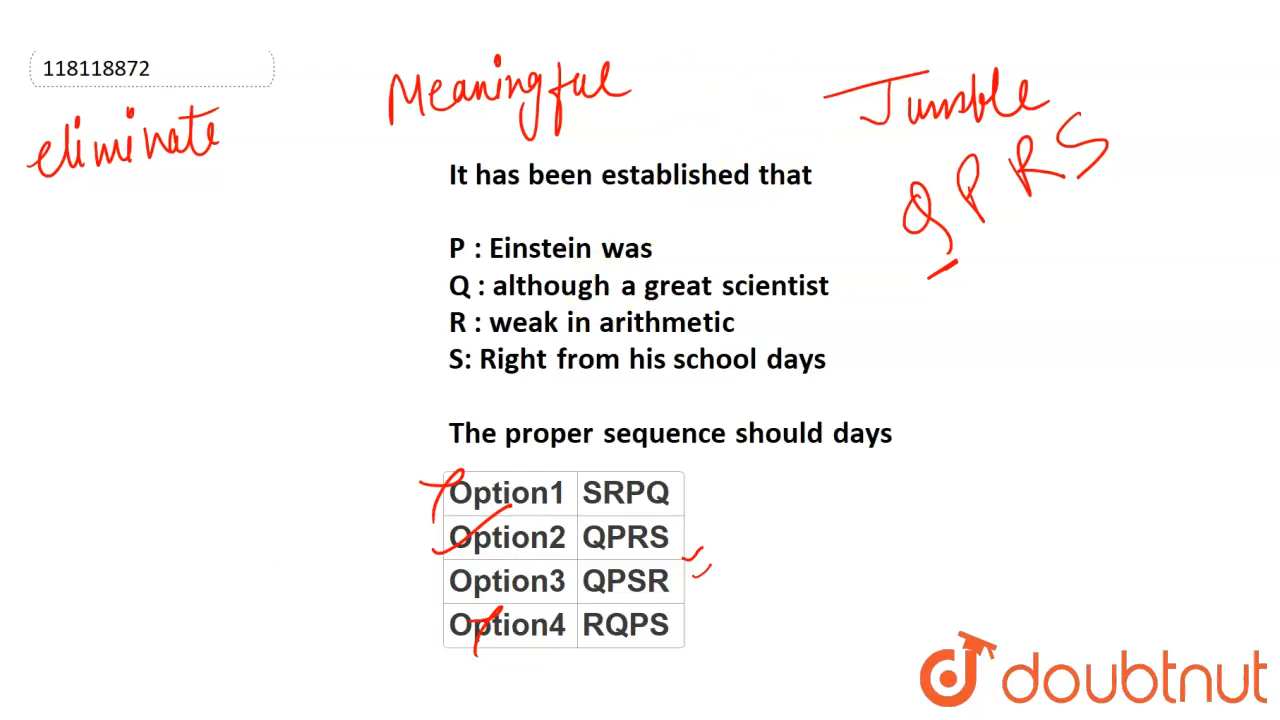 118118872
eliminate
Meaningful
Jumble
QPRS
It has been established that
P : Einstein was
Q : although a great scientist
R : weak in arithmetic
S: Right from his school days
The proper sequence should days
Option1 SRPQ
Option2 QPRS
Option3 QPSR
Option4 RQPS
doubtnut